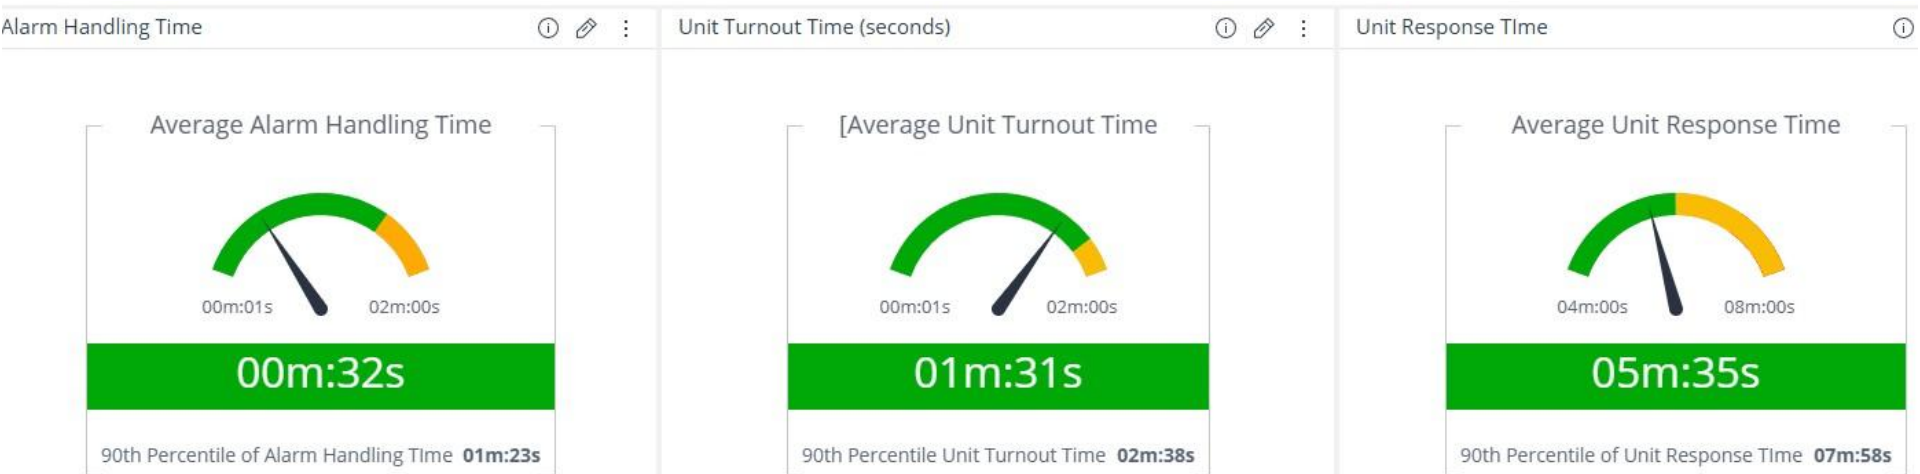 Alarm Handling Time
Unit Turnout Time (seconds)
Unit Response TIme
Average Alarm Handling Time
[Average Unit Turnout Time
Average Unit Response Time
00m:01s 02m:00s
00m:01s 02m:00s
04m:00s 08m:00s
00m:32s
01m:31s
05m:35s
90th Percentile of Alarm Handling TIme 01m:23s
90th Percentile Unit Turnout Time 02m:38s
90th Percentile of Unit Response TIme 07m:58s